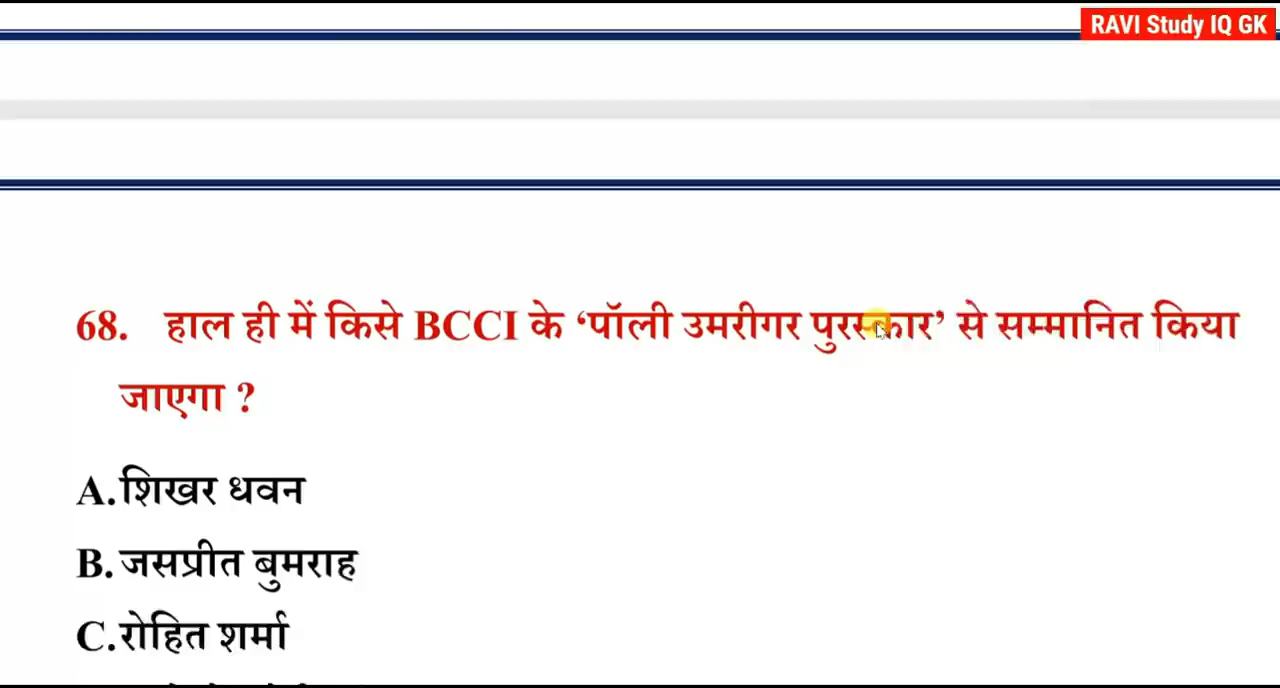 RAVI Study IQ GK
68. हाल ही में किसे BCCI के ‘पॉली उमरीगर पुरस्कार’ से सम्मानित किया
जाएगा ?
A.शिखर धवन
B.जसप्रीत बुमराह
C.रोहित शर्मा